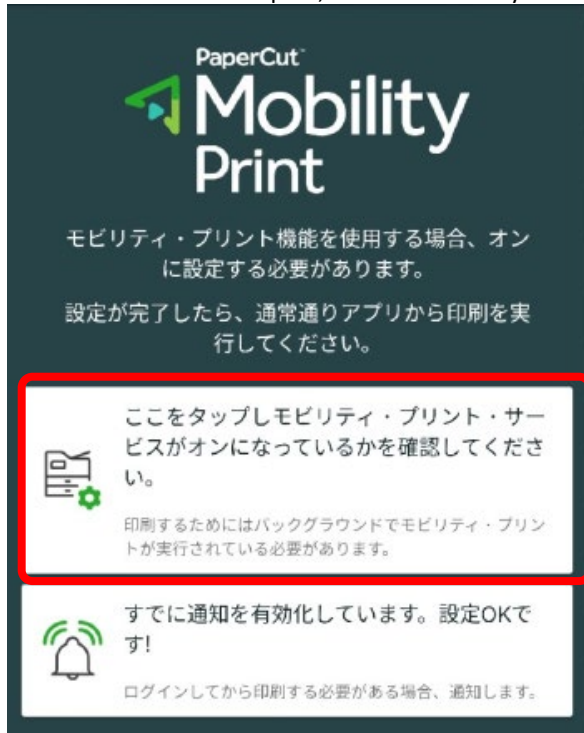 PaperCut™
Mobility
Print
モビリティ・プリント機能を使用する場合、オン
に設定する必要があります。
設定が完了したら、通常通りアプリから印刷を実
行してください。
ここをタップしモビリティ・プリント・サー
ビスがオンになっているかを確認してくださ
い。
印刷するためにはバックグラウンドでモビリティ・プリン
トが実行されている必要があります。
すでに通知を有効化しています。設定OKで
す!
ログインしてから印刷する必要がある場合、通知します。